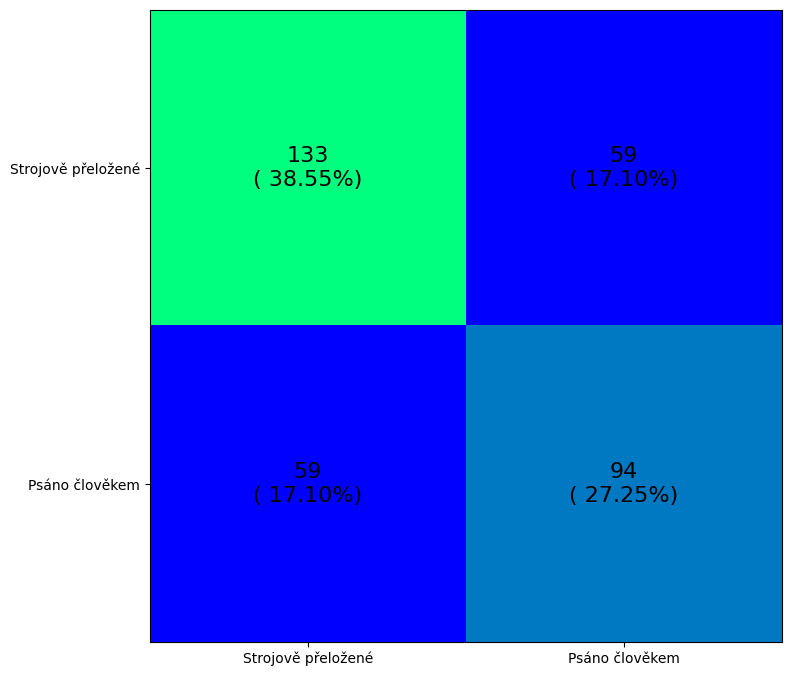 133
( 38.55%)
59
( 17.10%)
Strojově přeložené
59
( 17.10%)
94
( 27.25%)
Psáno člověkem
Strojově přeložené
Psáno člověkem